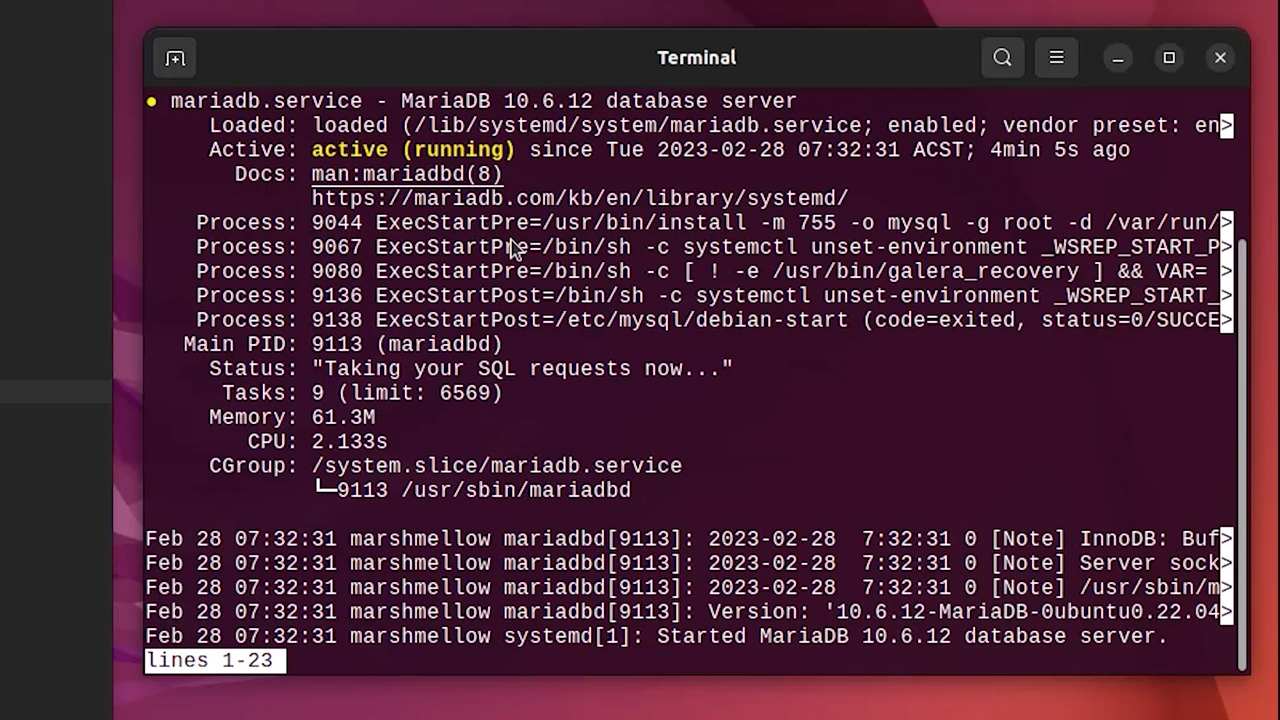 Terminal
● mariadb.service - MariaDB 10.6.12 database server
Loaded: loaded (/lib/systemd/system/mariadb.service; enabled; vendor preset: en>
Active: active (running) since Tue 2023-02-28 07:32:31 ACST; 4min 5s ago
Docs: man:mariadbd(8)
https://mariadb.com/kb/en/library/systemd/
Process: 9044 ExecStartPre=/usr/bin/install -m 755 -o mysql -g root -d /var/run/>
Process: 9067 ExecStartPre=/bin/sh -c systemctl unset-environment _WSREP_START_P>
Process: 9080 ExecStartPre=/bin/sh -c [ ! -e /usr/bin/galera_recovery ] && VAR= >
Process: 9136 ExecStartPost=/bin/sh -c systemctl unset-environment _WSREP_START_>
Process: 9138 ExecStartPost=/etc/mysql/debian-start (code=exited, status=0/SUCCE>
Main PID: 9113 (mariadbd)
Status: "Taking your SQL requests now..."
Tasks: 9 (limit: 6569)
Memory: 61.3M
CPU: 2.133s
CGroup: /system.slice/mariadb.service
└─9113 /usr/sbin/mariadbd
Feb 28 07:32:31 marshmellow mariadbd[9113]: 2023-02-28  7:32:31 0 [Note] InnoDB: Buf>
Feb 28 07:32:31 marshmellow mariadbd[9113]: 2023-02-28  7:32:31 0 [Note] Server sock>
Feb 28 07:32:31 marshmellow mariadbd[9113]: 2023-02-28  7:32:31 0 [Note] /usr/sbin/m>
Feb 28 07:32:31 marshmellow mariadbd[9113]: Version: '10.6.12-MariaDB-0ubuntu0.22.04>
Feb 28 07:32:31 marshmellow systemd[1]: Started MariaDB 10.6.12 database server.
lines 1-23